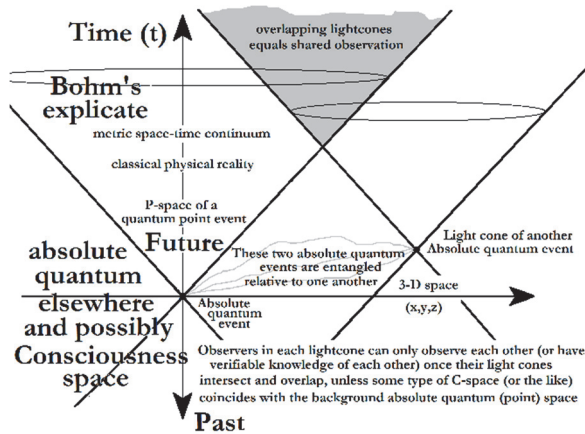 Time (t)
overlapping lightcones
equals shared observation
Bohm's
explicate
metric space-time continuum
classical physical reality
P-space of a
quantum point event
Future
absolute
quantum
elsewhere
and possibly
Consciousness
space
These two absolute quantum
events are entangled
relative to one another
Light cone of another
Absolute quantum event
3-D space
(x,y,z)
Absolute
quantum
event
Observers in each lightcone can only observe each other (or have
verifiable knowledge of each other) once their light cones
intersect and overlap, unless some type of C-space (or the like)
coincides with the background absolute quantum (point) space
Past